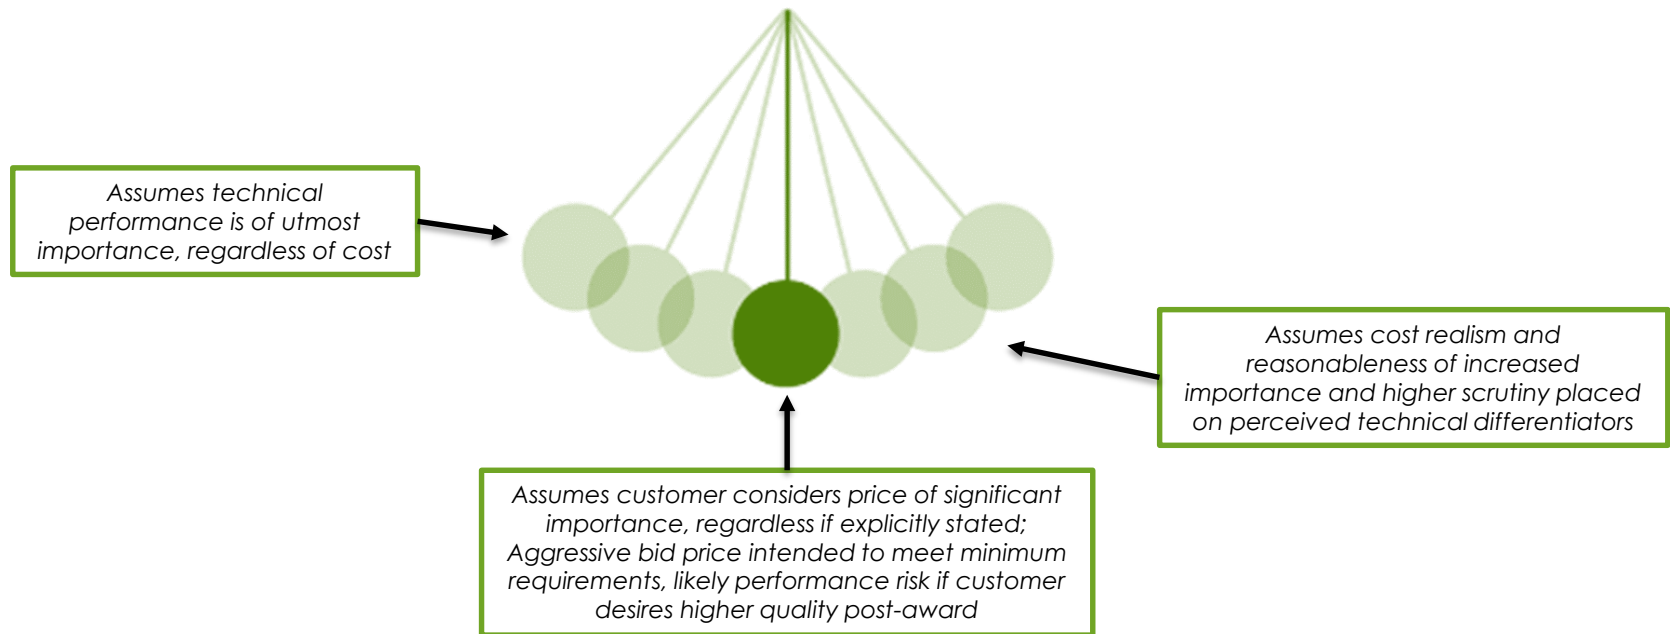 Assumes technical
performance is of utmost
importance, regardless of cost
Assumes cost realism and
reasonableness of increased
importance and higher scrutiny placed
on perceived technical differentiators
Assumes customer considers price of significant
importance, regardless if explicitly stated;
Aggressive bid price intended to meet minimum
requirements, likely performance risk if customer
desires higher quality post-award